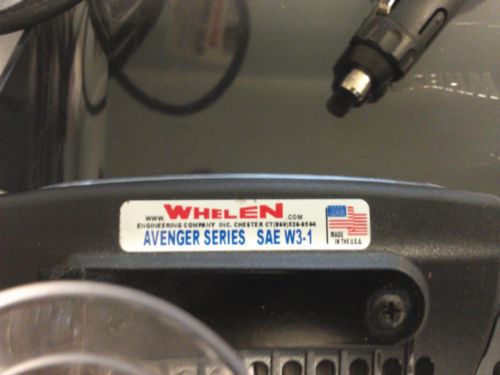 WWW. WHELEN .COM
ENGINEERING COMPANY INC. CHESTER CT(860)526-9504
AVENGER SERIES SAE W3-1
MADE
IN THE U.S.A.